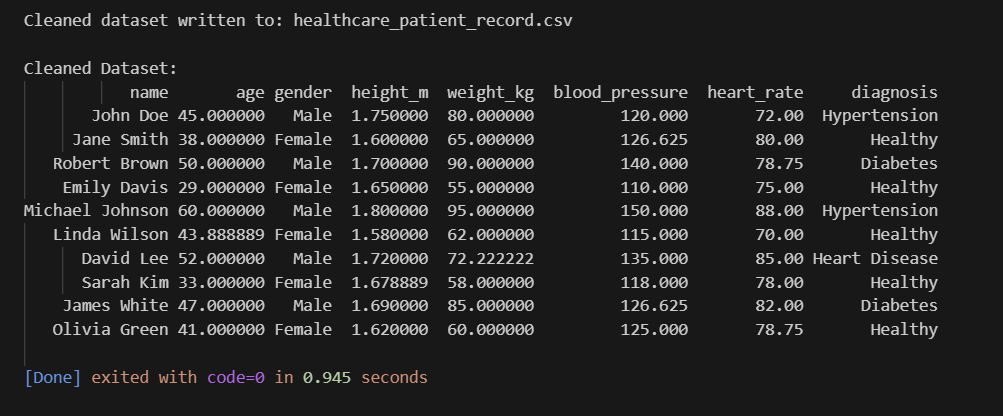 Cleaned dataset written to: healthcare_patient_record.csv
Cleaned Dataset:
name age gender height_m weight_kg blood_pressure heart_rate diagnosis
John Doe 45.000000 Male 1.750000 80.000000 120.000 72.00 Hypertension
Jane Smith 38.000000 Female 1.600000 65.000000 126.625 80.00 Healthy
Robert Brown 50.000000 Male 1.700000 90.000000 140.000 78.75 Diabetes
Emily Davis 29.000000 Female 1.650000 55.000000 110.000 75.00 Healthy
Michael Johnson 60.000000 Male 1.800000 95.000000 150.000 88.00 Hypertension
Linda Wilson 43.888889 Female 1.580000 62.000000 115.000 70.00 Healthy
David Lee 52.000000 Male 1.720000 72.222222 135.000 85.00 Heart Disease
Sarah Kim 33.000000 Female 1.678889 58.000000 118.000 78.00 Healthy
James White 47.000000 Male 1.690000 85.000000 126.625 82.00 Diabetes
Olivia Green 41.000000 Female 1.620000 60.000000 125.000 78.75 Healthy
[Done] exited with code=0 in 0.945 seconds